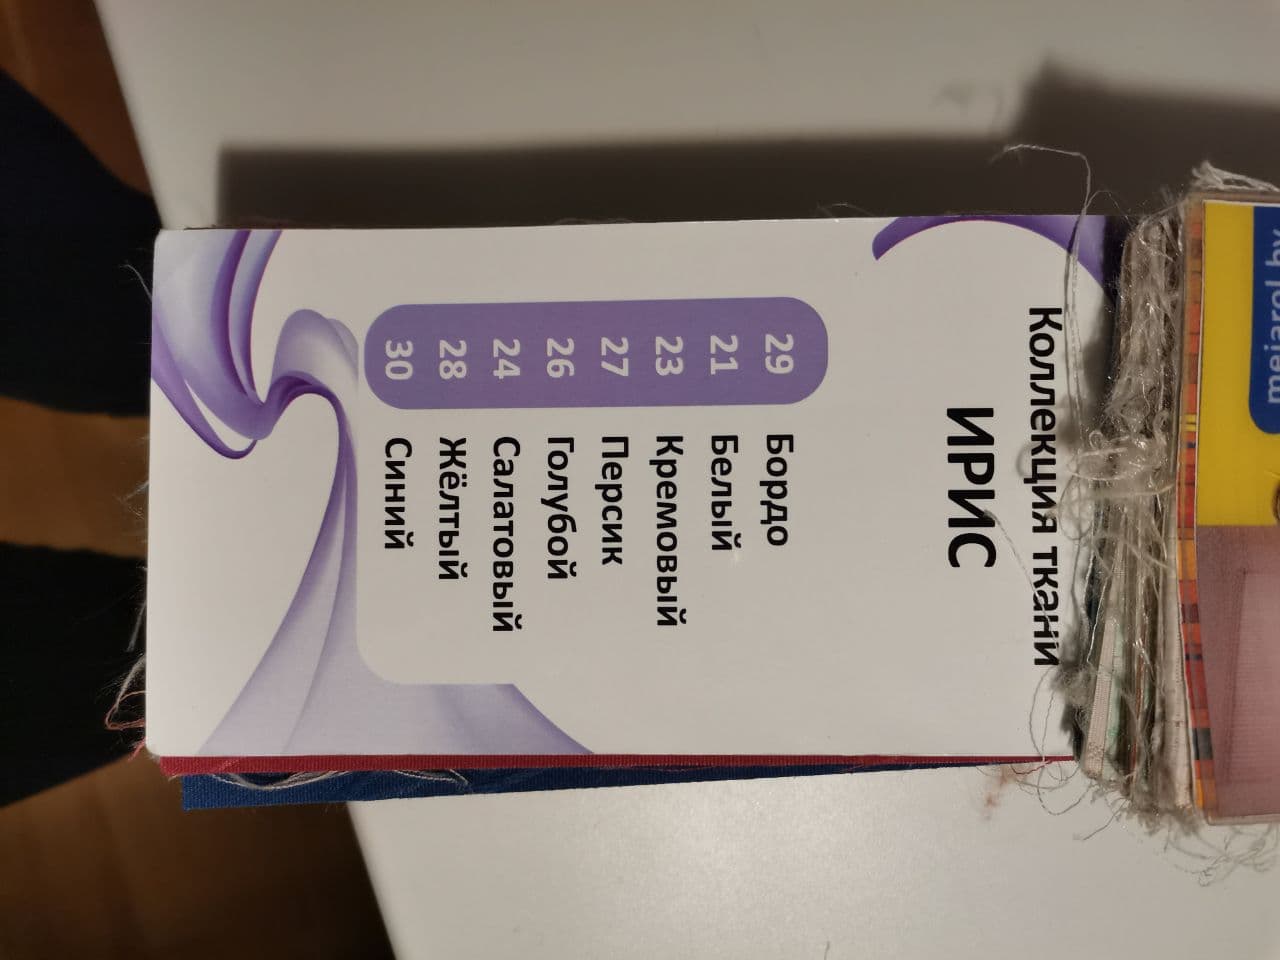 Коллекция ткани
ИРИС
29 Бордо
21 Белый
23 Кремовый
27 Персик
26 Голубой
24 Салатовый
28 Жёлтый
30 Синий